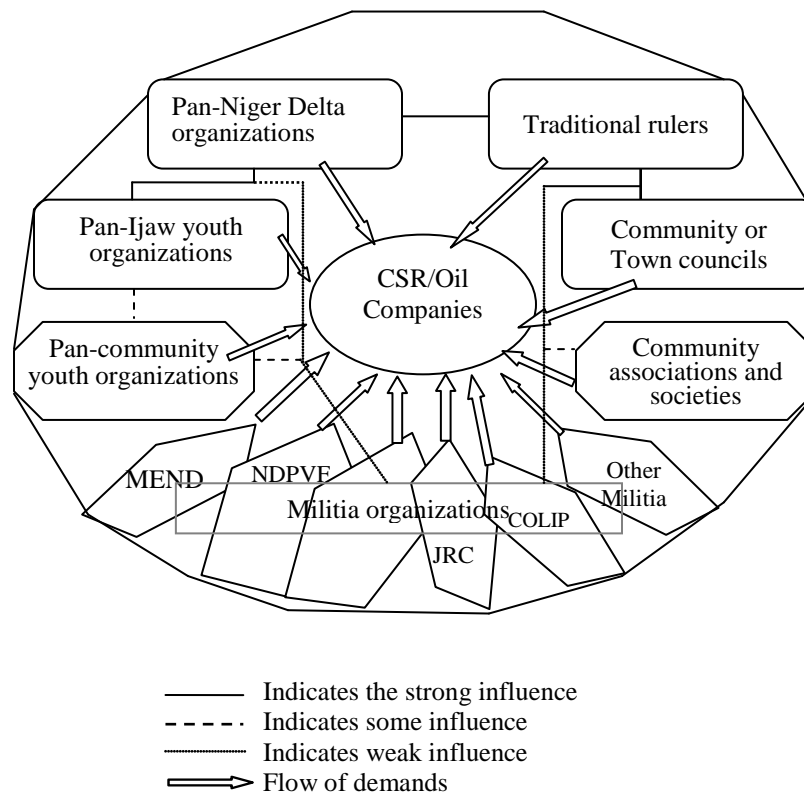 Pan-Niger Delta
organizations
Traditional rulers
Pan-Ijaw youth
organizations
CSR/Oil
Companies
Community or
Town councils
Pan-community
youth organizations
Community
associations and
societies
MEND
NDPVF
Other
Militia
Militia organizations
COLIP
JRC
Indicates the strong influence
Indicates some influence
Indicates weak influence
Flow of demands